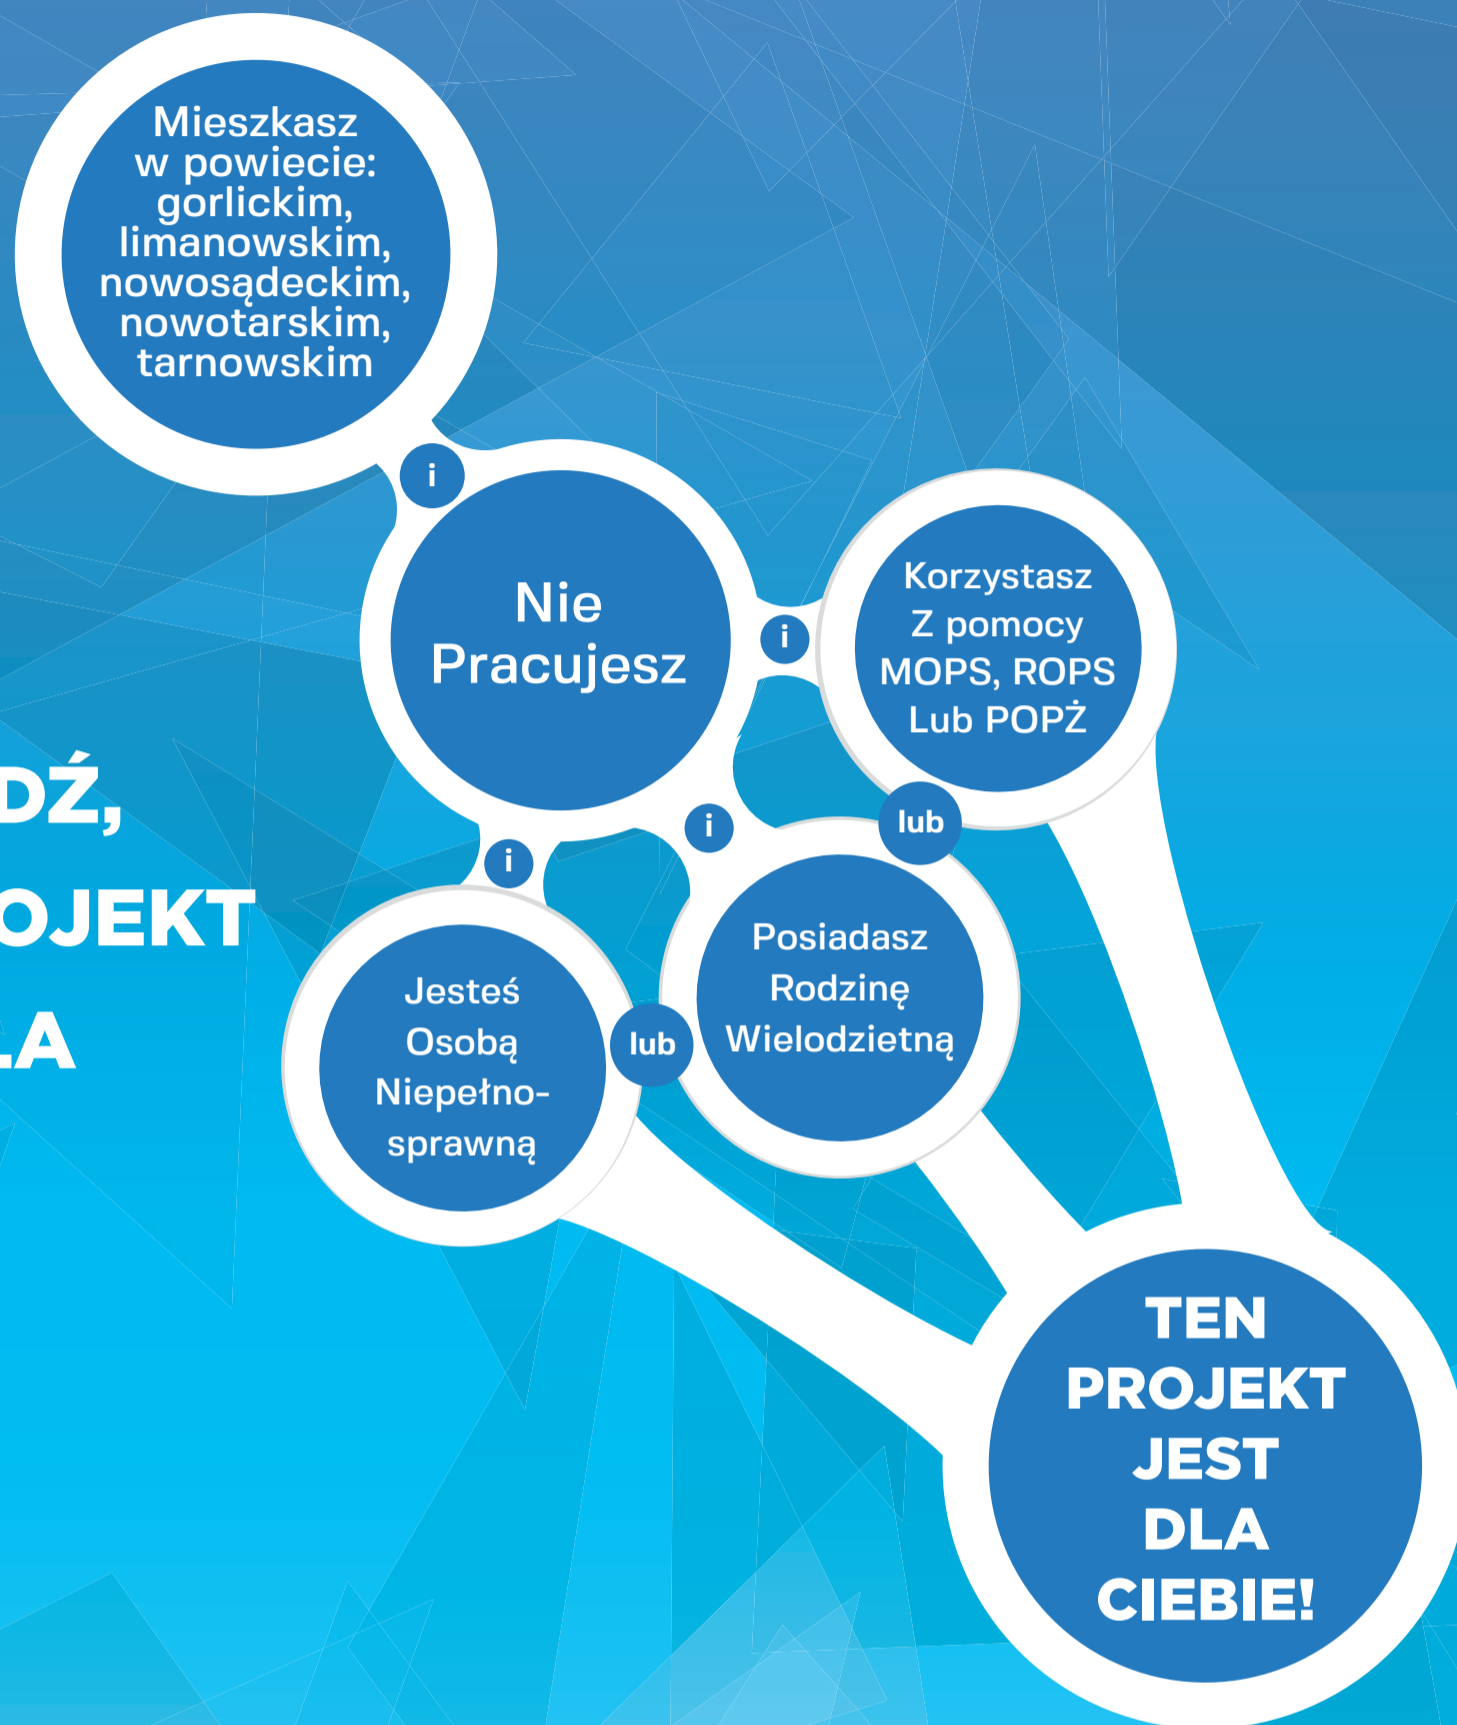 Mieszkasz
w powiecie:
gorlickim,
limanowskim,
nowosądeckim,
nowotarskim,
tarnowskim
i
Nie
Pracujesz
i
Korzystasz
Z pomocy
MOPS, ROPS
Lub POPŻ
DŹ,
OJEKT
LA
i
i
lub
Posiadasz
Rodzinę
Wielodzietną
lub
Jesteś
Osobą
Niepełno-
sprawną
TEN
PROJEKT
JEST
DLA
CIEBIE!